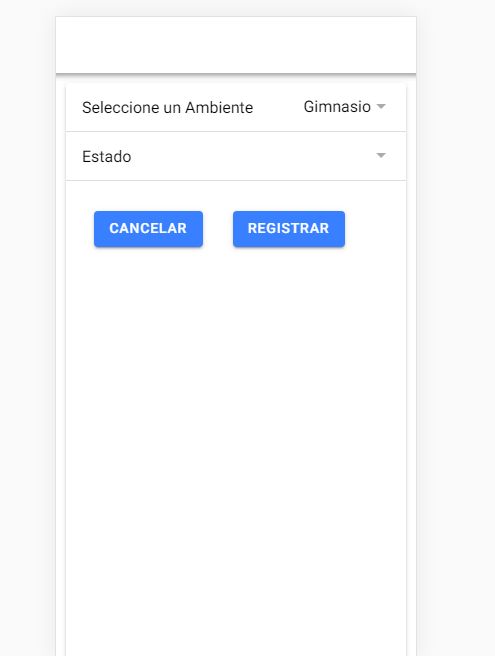 Seleccione un Ambiente Gimnasio
Estado
CANCELAR REGISTRAR